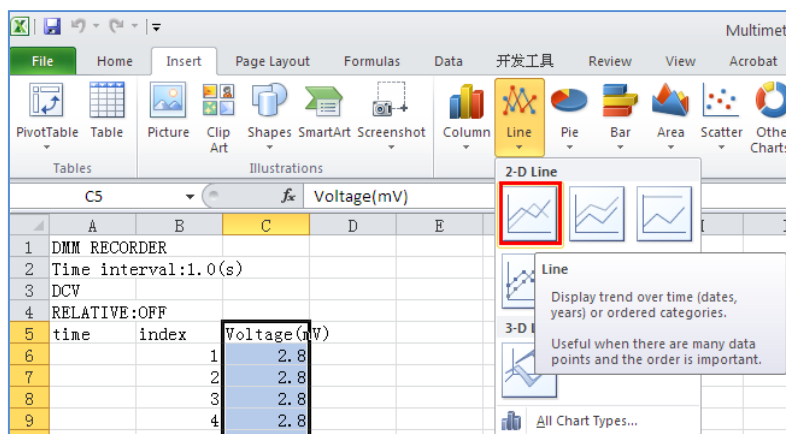 Multimet
File Home Insert Page Layout Formulas Data 开发工具 Review View Acrobat
PivotTable Table Picture Clip Art Shapes SmartArt Screenshot Column Line Pie Bar Area Scatter Othe Charts
Tables Illustrations
2-D Line
C5 fx Voltage(mV)
A B C D E
1 DMM RECORDER
2 Time interval:1.0(s)
3 DCV
4 RELATIVE:OFF
5 time index Voltage(mV)
6 1 2.8
7 2 2.8
8 3 2.8
9 4 2.8
Line
Display trend over time (dates,
years) or ordered categories.
Useful when there are many data
points and the order is important.
3-D
All Chart Types...